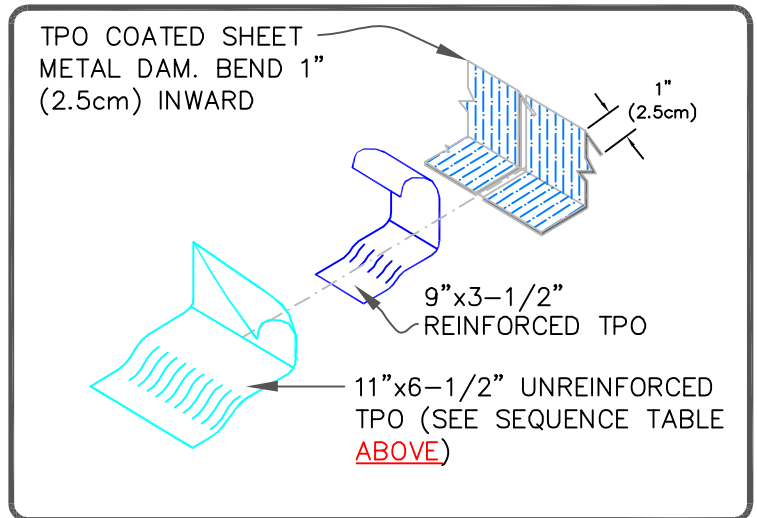 TPO COATED SHEET
METAL DAM. BEND 1"
(2.5cm) INWARD
1"
(2.5cm)
9"x3-1/2"
REINFORCED TPO
11"x6-1/2" UNREINFORCED
TPO (SEE SEQUENCE TABLE
ABOVE)